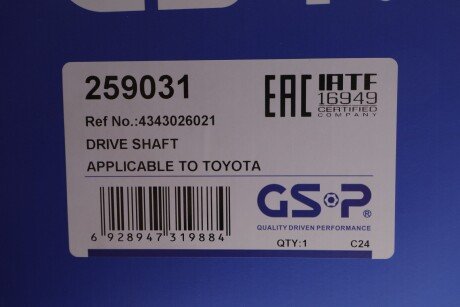 259031
EAC IATF
16949
CERTIFIED
COMPANY
Ref No.:4343026021
DRIVE SHAFT
APPLICABLE TO TOYOTA
GSP®
QUALITY DRIVEN PERFORMANCE
6 928947 319884
QTY:1
C24